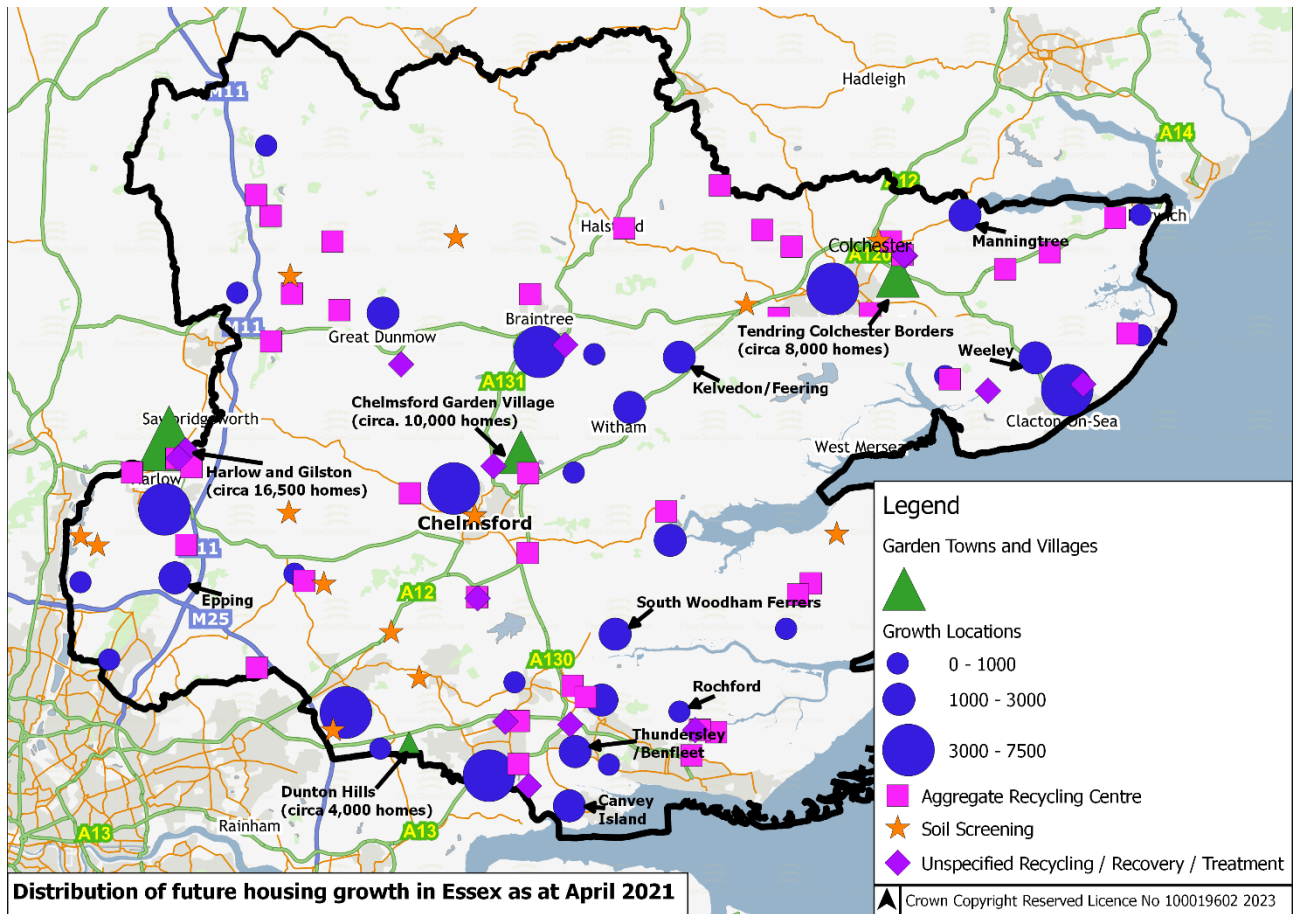 M11
Hadleigh
A14
A12
Harwich
Halstead
Manningtree
Colchester
A120
M11
Great Dunmow
Braintree
Tendring Colchester Borders
(circa 8,000 homes)
Weeley
A131
Kelvedon/Feering
Chelmsford Garden Village
(circa. 10,000 homes)
Sawbridgeworth
Witham
Clacton-on-Sea
West Mersea
Harlow and Gilston
(circa 16,500 homes)
Harlow
Chelmsford
M11
Epping
A12
M25
South Woodham Ferrers
A130
Rochford
Thundersley
/Benfleet
Dunton Hills
(circa 4,000 homes)
Canvey
Island
Rainham
A13
A13
Legend
Garden Towns and Villages
Growth Locations
0 - 1000
1000 - 3000
3000 - 7500
Aggregate Recycling Centre
Soil Screening
Unspecified Recycling / Recovery / Treatment
Distribution of future housing growth in Essex as at April 2021
Crown Copyright Reserved Licence No 100019602 2023